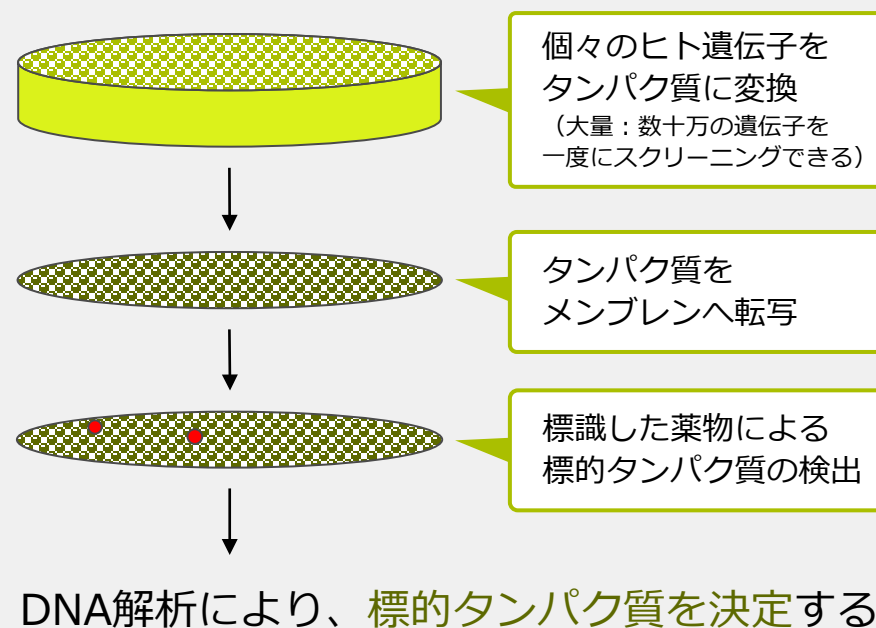 個々のヒト遺伝子を
タンパク質に変換
（大量：数十万の遺伝子を
一度にスクリーニングできる）
タンパク質を
メンブレンへ転写
標識した薬物による
標的タンパク質の検出
DNA解析により、標的タンパク質を決定する